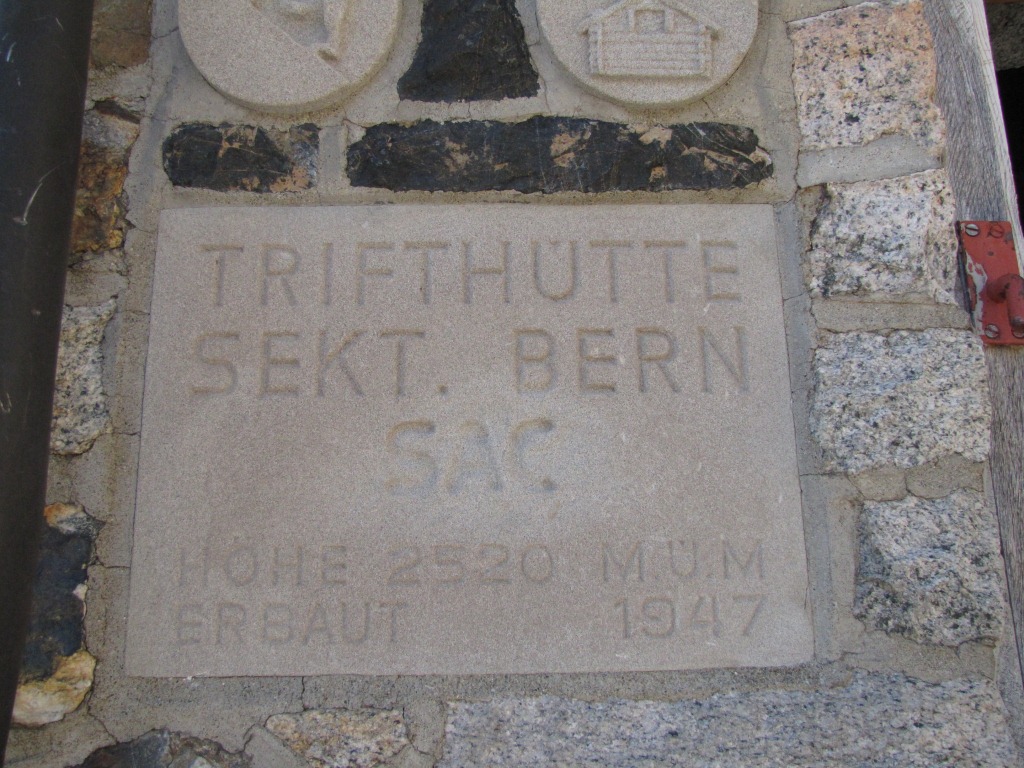 TRIFTHÜTTE
SEKT. BERN
SAC
HÖHE 2520 M.Ü.M
ERBAUT 1947